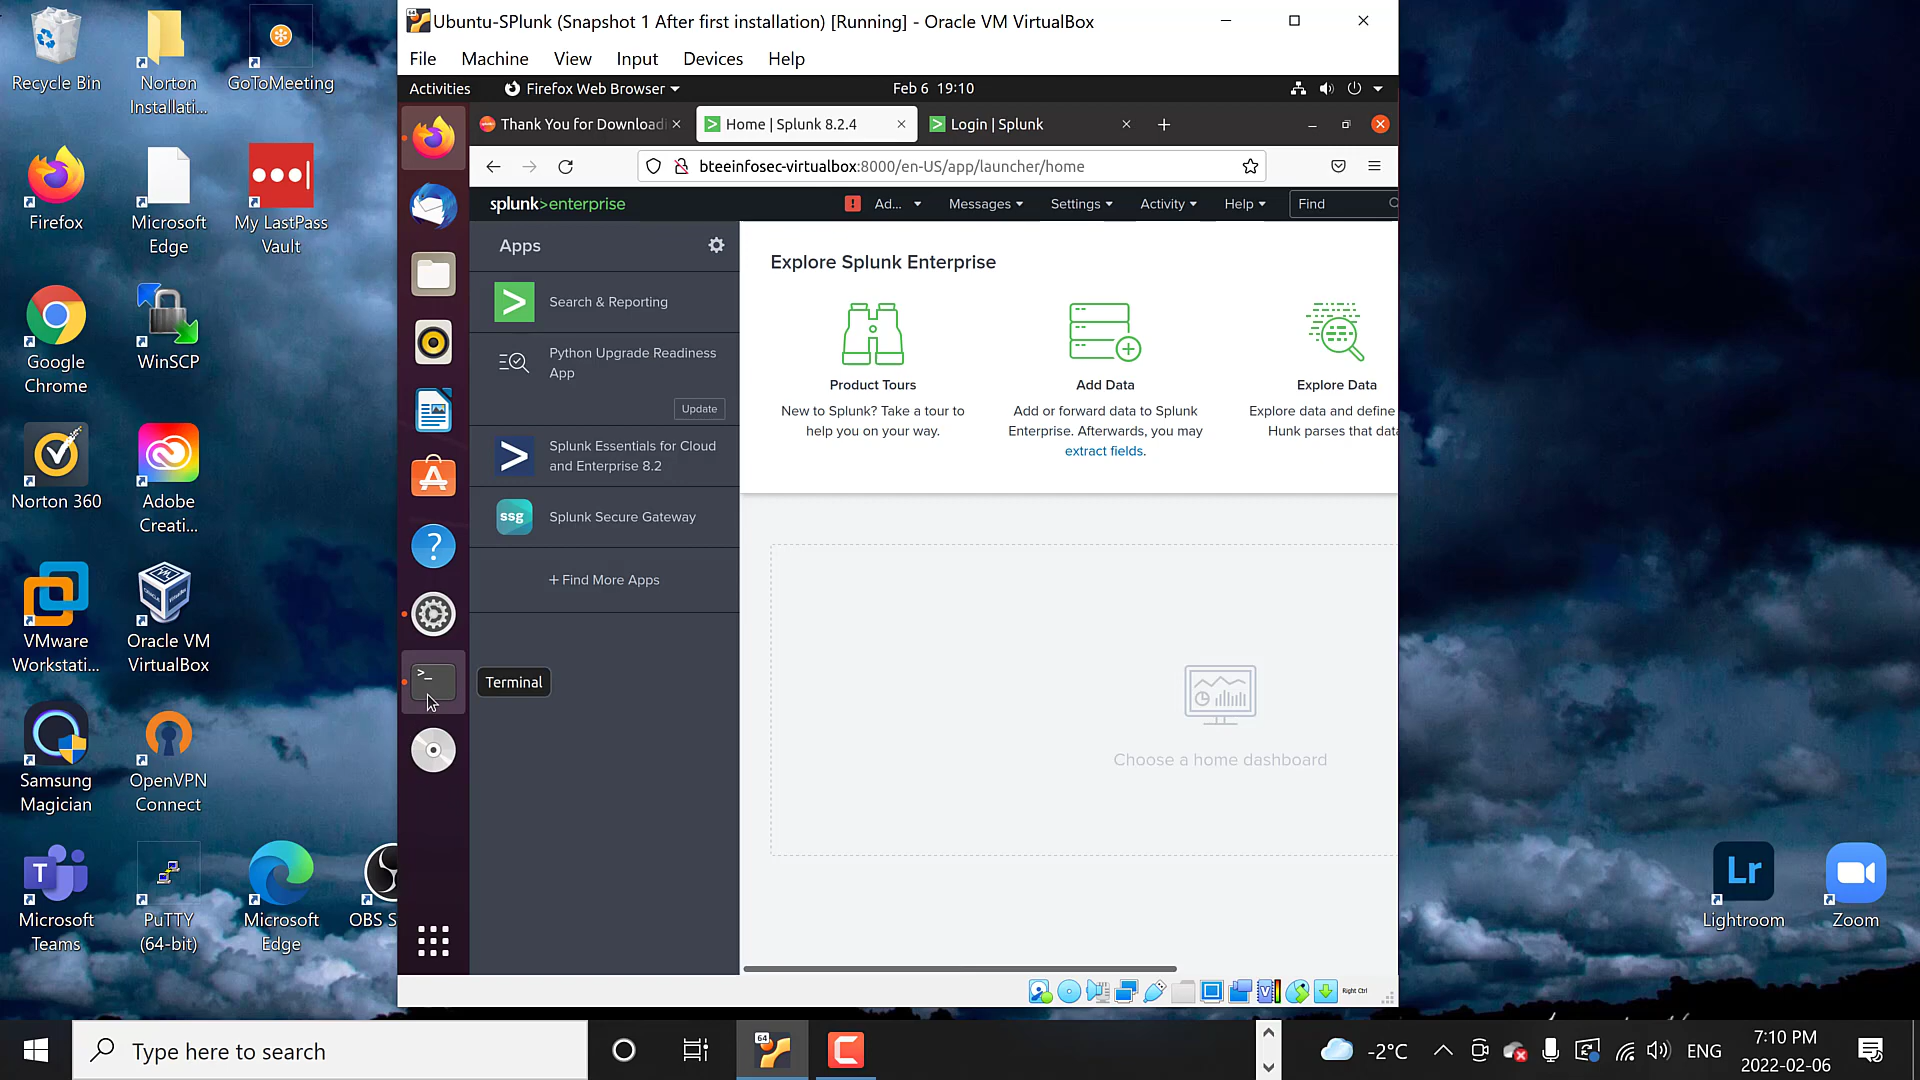 Recycle Bin
Norton
Installati...
GoToMeeting
Firefox
Microsoft
Edge
My LastPass
Vault
Google
Chrome
WinSCP
Norton 360
Adobe
Creati...
VMware
Workstati...
Oracle VM
VirtualBox
Samsung
Magician
OpenVPN
Connect
Microsoft
Teams
PuTTY
(64-bit)
Microsoft
Edge
OBS S
Ubuntu-SPlunk (Snapshot 1 After first installation) [Running] - Oracle VM VirtualBox
File Machine View Input Devices Help
Activities Firefox Web Browser Feb 6 19:10
Thank You for Downloadi Home | Splunk 8.2.4 Login | Splunk
bteeinfosec-virtualbox:8000/en-US/app/launcher/home
splunk>enterprise Ad... Messages Settings Activity Help Find
Apps
Search & Reporting
Python Upgrade Readiness
App
Update
Splunk Essentials for Cloud
and Enterprise 8.2
ssg Splunk Secure Gateway
+ Find More Apps
Terminal
Explore Splunk Enterprise
Product Tours
New to Splunk? Take a tour to
help you on your way.
Add Data
Add or forward data to Splunk
Enterprise. Afterwards, you may
extract fields.
Explore Data
Explore data and define
Hunk parses that data
Choose a home dashboard
Right Ctrl
Lr
Lightroom
Zoom
Type here to search
64
-2°C
ENG
7:10 PM
2022-02-06